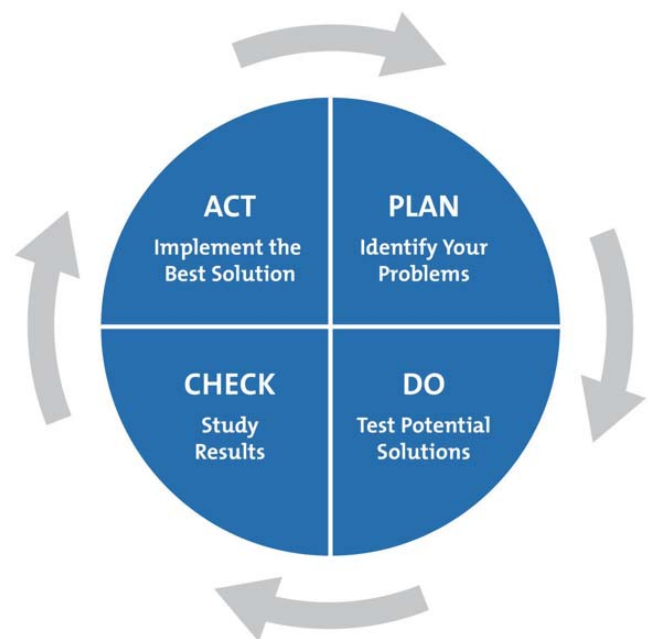 ACT
Implement the
Best Solution
PLAN
Identify Your
Problems
CHECK
Study
Results
DO
Test Potential
Solutions